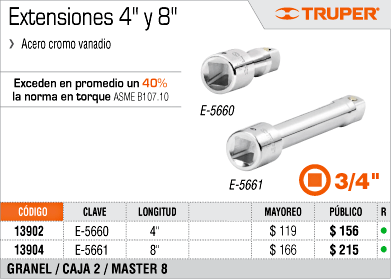 Extensiones 4" y 8"
TRUPER®
› Acero cromo vanadio
Exceden en promedio un 40%
la norma en torque ASME B107.10
E-5660
E-5661
3/4"
CÓDIGO CLAVE LONGITUD MAYOREO PÚBLICO R
13902 E-5660 4" $ 119 $ 156 ●
13904 E-5661 8" $ 166 $ 215 ●
GRANEL / CAJA 2 / MASTER 8